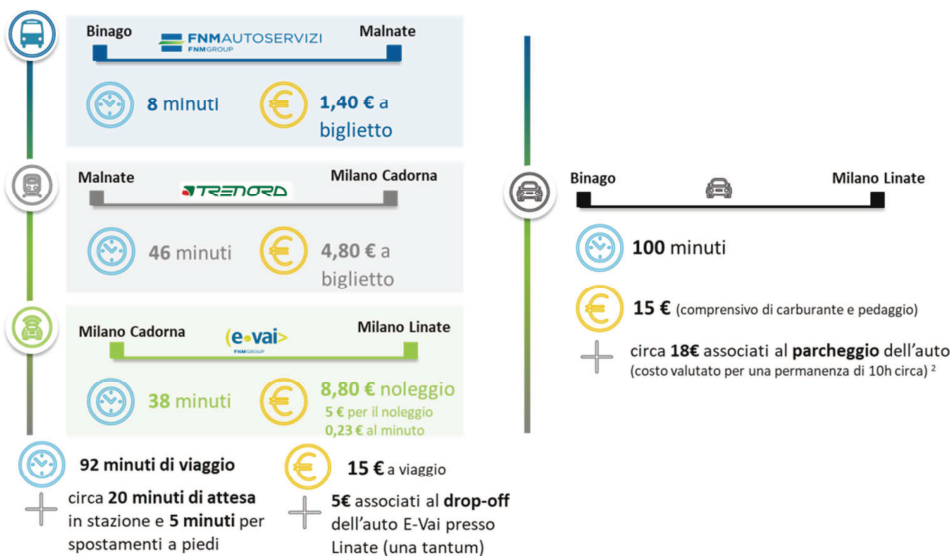 Binago
FNMAUTOSERVIZI
FNMGROUP
Malnate
8 minuti
1,40 € a
biglietto
Malnate
TRENORD
Milano Cadorna
46 minuti
4,80 € a
biglietto
Milano Cadorna
(e•vai>
FNMGROUP
Milano Linate
38 minuti
8,80 € noleggio
5 € per il noleggio
0,23 € al minuto
92 minuti di viaggio
circa 20 minuti di attesa
in stazione e 5 minuti per
spostamenti a piedi
15 € a viaggio
5€ associati al drop-off
dell'auto E-Vai presso
Linate (una tantum)
Binago
Milano Linate
100 minuti
15 € (comprensivo di carburante e pedaggio)
circa 18€ associati al parcheggio dell'auto
(costo valutato per una permanenza di 10h circa) ²